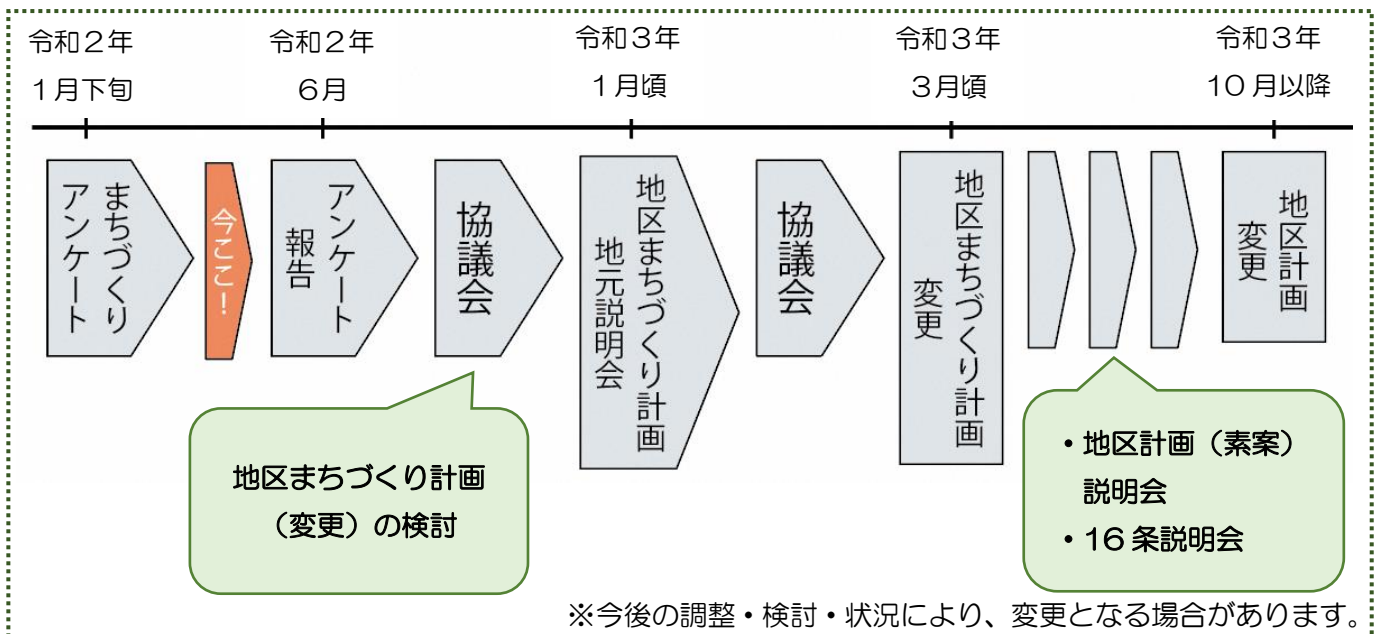 令和２年
１月下旬
令和２年
６月
令和３年
１月頃
令和３年
３月頃
令和３年
10月以降
まちづくり
アンケート
今ここ！
アンケート
報告
協議会
地区まちづくり計画
地元説明会
協議会
地区まちづくり計画
変更
地区計画
変更
地区まちづくり計画
（変更）の検討
・地区計画（素案）
説明会
・16条説明会
※今後の調整・検討・状況により、変更となる場合があります。